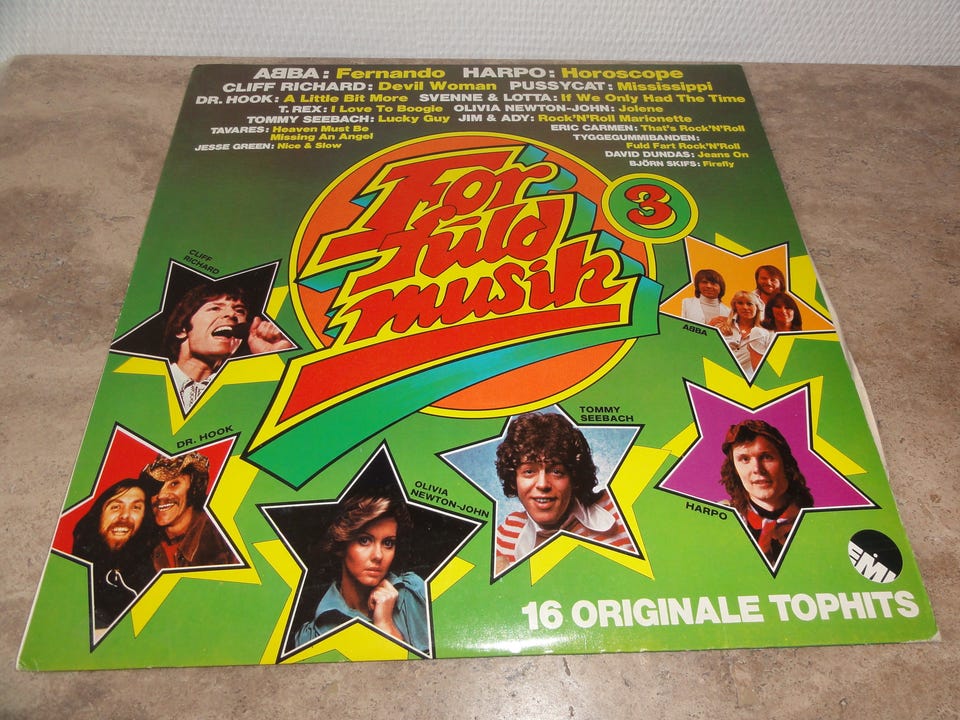 ABBA: Fernando HARPO: Horoscope
CLIFF RICHARD: Devil Woman PUSSYCAT: Mississippi
DR. HOOK: A Little Bit More SVENNE & LOTTA: If We Only Had The Time
T. REX: I Love To Boogie OLIVIA NEWTON-JOHN: Jolene
TOMMY SEEBACH: Lucky Guy JIM & ADY: Rock'N'Roll Marionette
TAVARES: Heaven Must Be
Missing An Angel
JESSE GREEN: Nice & Slow
ERIC CARMEN: That's Rock'N'Roll
TYGGEGUMMIBANDEN:
Fuld Fart Rock'N'Roll
DAVID DUNDAS: Jeans On
BJÖRN SKIFS: Firefly
For
fuld
musik
3
CLIFF
RICHARD
ABBA
DR. HOOK
OLIVIA
NEWTON-JOHN
TOMMY
SEEBACH
HARPO
EMI
16 ORIGINALE TOPHITS